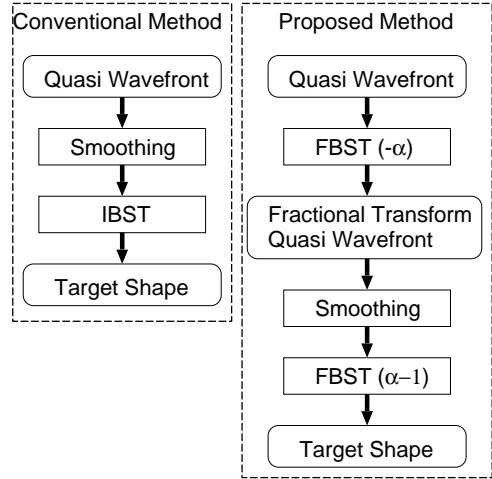 Conventional Method
Quasi Wavefront
Smoothing
IBST
Target Shape
Proposed Method
Quasi Wavefront
FBST (-α)
Fractional Transform
Quasi Wavefront
Smoothing
FBST (α−1)
Target Shape